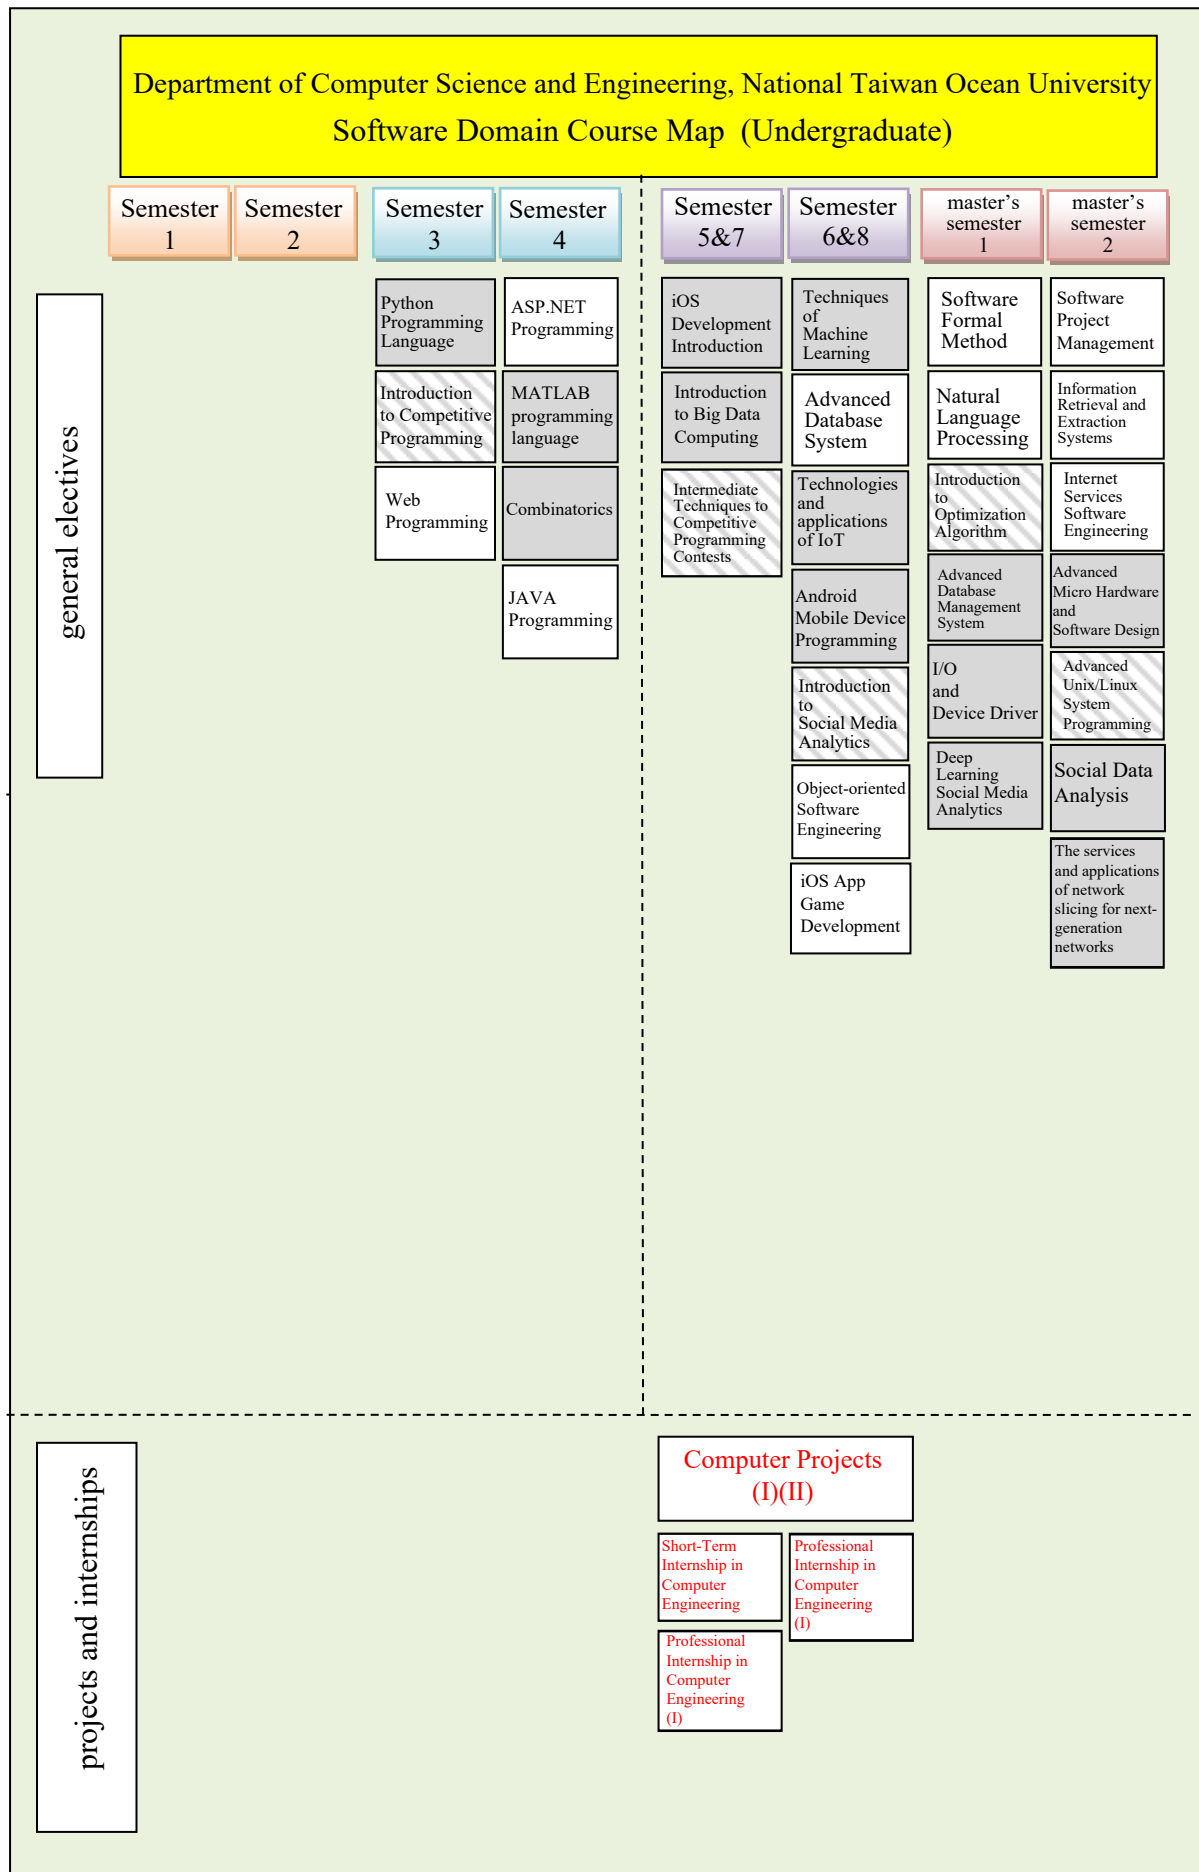 Department of Computer Science and Engineering, National Taiwan Ocean University
Software Domain Course Map (Undergraduate)
Semester
1
Semester
2
Semester
3
Semester
4
Semester
5&7
Semester
6&8
master's
semester
1
master's
semester
2
general electives
Python
Programming
Language
Introduction
to Competitive
Programming
Web
Programming
ASP.NET
Programming
MATLAB
programming
language
Combinatorics
JAVA
Programming
iOS
Development
Introduction
Introduction
to Big Data
Computing
Intermediate
Techniques to
Competitive
Programming
Contests
Techniques
of
Machine
Learning
Advanced
Database
System
Technologies
and
applications
of IoT
Android
Mobile Device
Programming
Introduction
to
Social Media
Analytics
Object-oriented
Software
Engineering
iOS App
Game
Development
Software
Formal
Method
Natural
Language
Processing
Introduction
to
Optimization
Algorithm
Advanced
Database
Management
System
I/O
and
Device Driver
Deep
Learning
Social Media
Analytics
Software
Project
Management
Information
Retrieval and
Extraction
Systems
Internet
Services
Software
Engineering
Advanced
Micro Hardware
and
Software Design
Advanced
Unix/Linux
System
Programming
Social Data
Analysis
The services
and applications
of network
slicing for next-
generation
networks
projects and internships
Computer Projects
(I)(II)
Short-Term
Internship in
Computer
Engineering
Professional
Internship in
Computer
Engineering
(I)
Professional
Internship in
Computer
Engineering
(I)